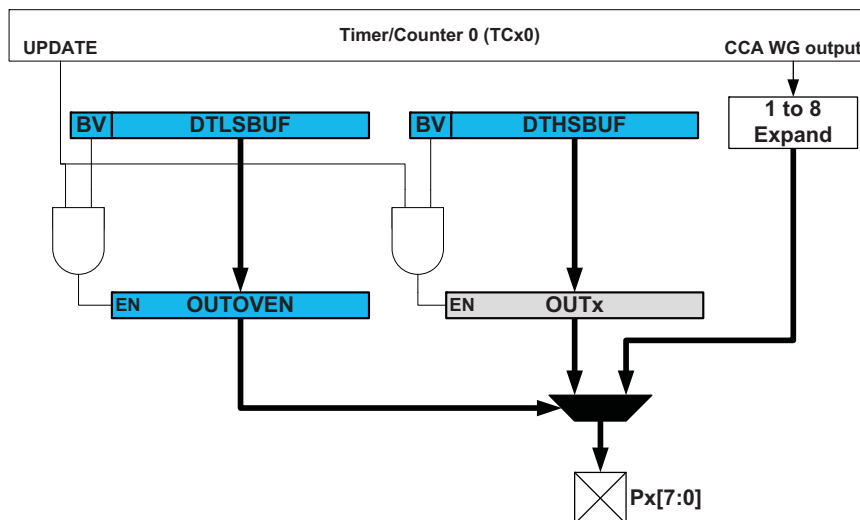 Timer/Counter 0 (TCx0)
UPDATE
CCA WG output
BV DTLSBUF
BV DTHSBUF
1 to 8
Expand
EN OUTOVEN
EN OUTx
Px[7:0]